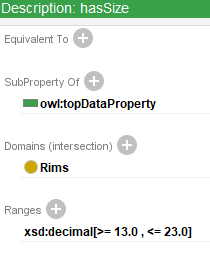 Description: hasSize
Equivalent To
SubProperty Of
owl:topDataProperty
Domains (intersection)
Rims
Ranges
xsd:decimal[>= 13.0 , <= 23.0]